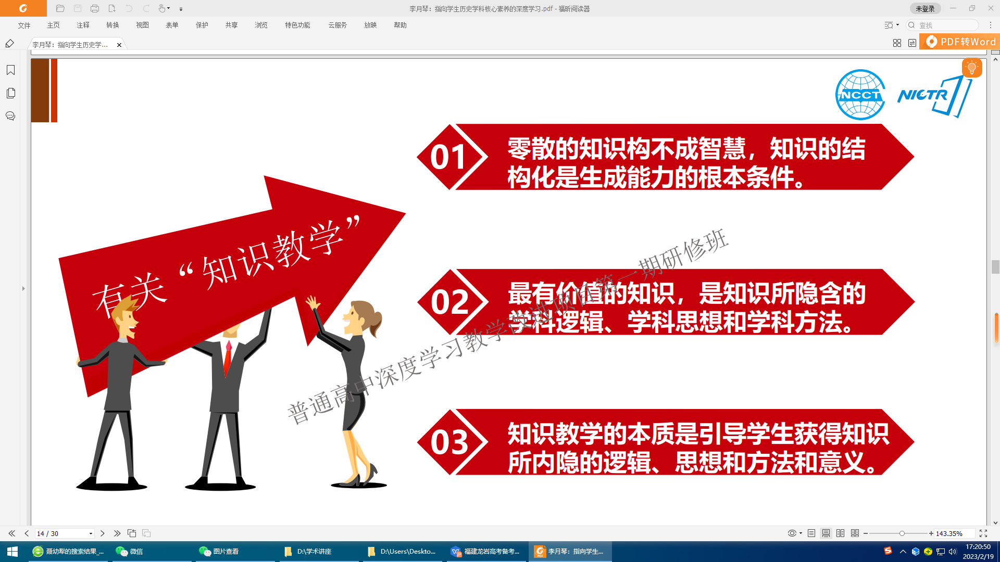 李月琴：指向学生历史学科核心素养的深度学习.pdf - 福昕阅读器
未登录
文件 主页 注释 转换 视图 表单 保护 共享 浏览 特色功能 云服务 放映 帮助
查找
李月琴：指向学生历史学...
PDF转Word
NCCT
NICTR
01
零散的知识构不成智慧，知识的结
构化是生成能力的根本条件。
有关“知识教学”
02
最有价值的知识，是知识所隐含的
学科逻辑、学科思想和学科方法。
普通高中深度学习教学改进项目第一期研修班
03
知识教学的本质是引导学生获得知识
所内隐的逻辑、思想和方法和意义。
14 / 30
143.35%
聂幼犁的搜索结果_...
微信
图片查看
D:\学术讲座
D:\Users\Deskto...
福建龙岩高考备考...
李月琴：指向学生...
17:20:50
2023/2/19